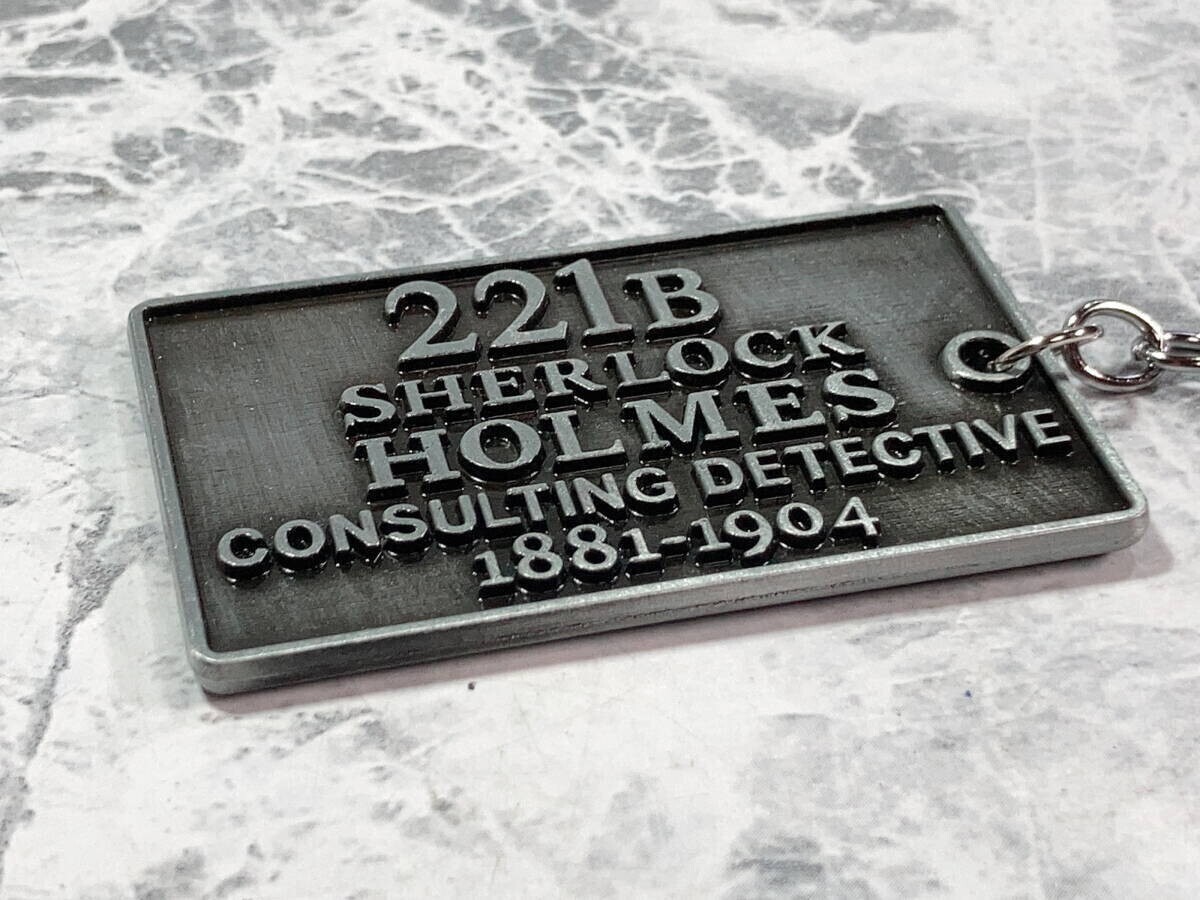 221B
SHERLOCK
HOLMES
CONSULTING DETECTIVE
1881-1904